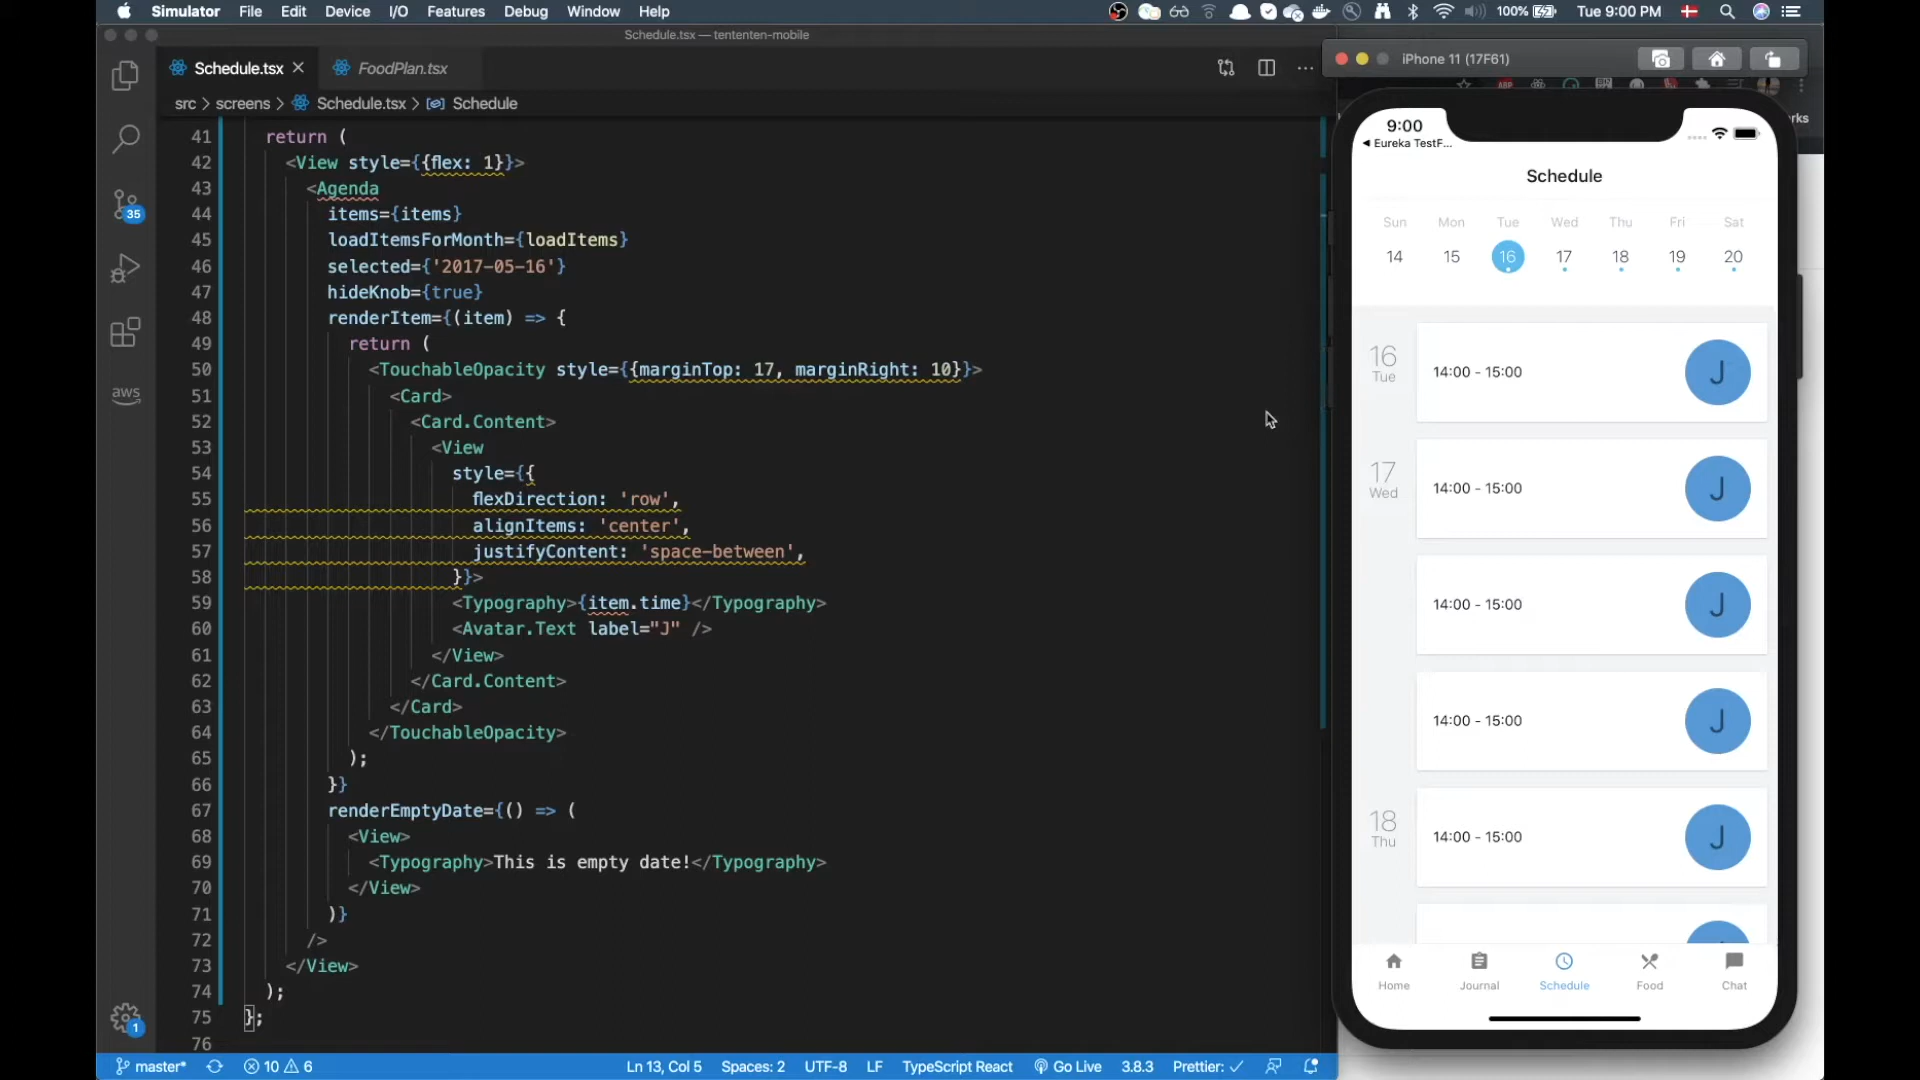 Simulator File Edit Device I/O Features Debug Window Help
100% Tue 9:00 PM
Schedule.tsx — tententen-mobile
Schedule.tsx
FoodPlan.tsx
src > screens > Schedule.tsx > Schedule
41 return (
42 <View style={{flex: 1}}>
43 <Agenda
44 items={items}
45 loadItemsForMonth={loadItems}
46 selected={'2017-05-16'}
47 hideKnob={true}
48 renderItem={(item) => {
49 return (
50 <TouchableOpacity style={{marginTop: 17, marginRight: 10}}>
51 <Card>
52 <Card.Content>
53 <View
54 style={{
55 flexDirection: 'row',
56 alignItems: 'center',
57 justifyContent: 'space-between',
58 }}>
59 <Typography>{item.time}</Typography>
60 <Avatar.Text label="J" />
61 </View>
62 </Card.Content>
63 </Card>
64 </TouchableOpacity>
65 );
66 }}
67 renderEmptyDate={() => (
68 <View>
69 <Typography>This is empty date!</Typography>
70 </View>
71 )}
72 />
73 </View>
74 );
75 };
76
35
aws
1
master* 10 6
Ln 13, Col 5 Spaces: 2 UTF-8 LF TypeScript React Go Live 3.8.3 Prettier: ✓
iPhone 11 (17F61)
ABP
rks
9:00
◀ Eureka TestF...
Schedule
Sun Mon Tue Wed Thu Fri Sat
14 15 16 17 18 19 20
16
Tue
14:00 - 15:00
J
17
Wed
14:00 - 15:00
J
14:00 - 15:00
J
14:00 - 15:00
J
18
Thu
14:00 - 15:00
J
Home Journal Schedule Food Chat